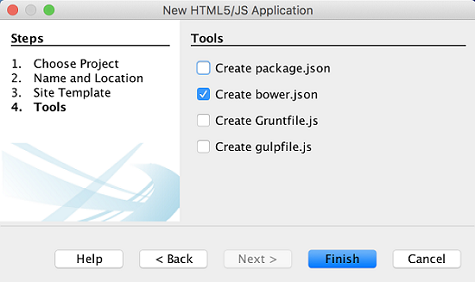 New HTML5/JS Application
Steps
1. Choose Project
2. Name and Location
3. Site Template
4. Tools
Tools
Create package.json
Create bower.json
Create Gruntfile.js
Create gulpfile.js
Help
< Back
Next >
Finish
Cancel